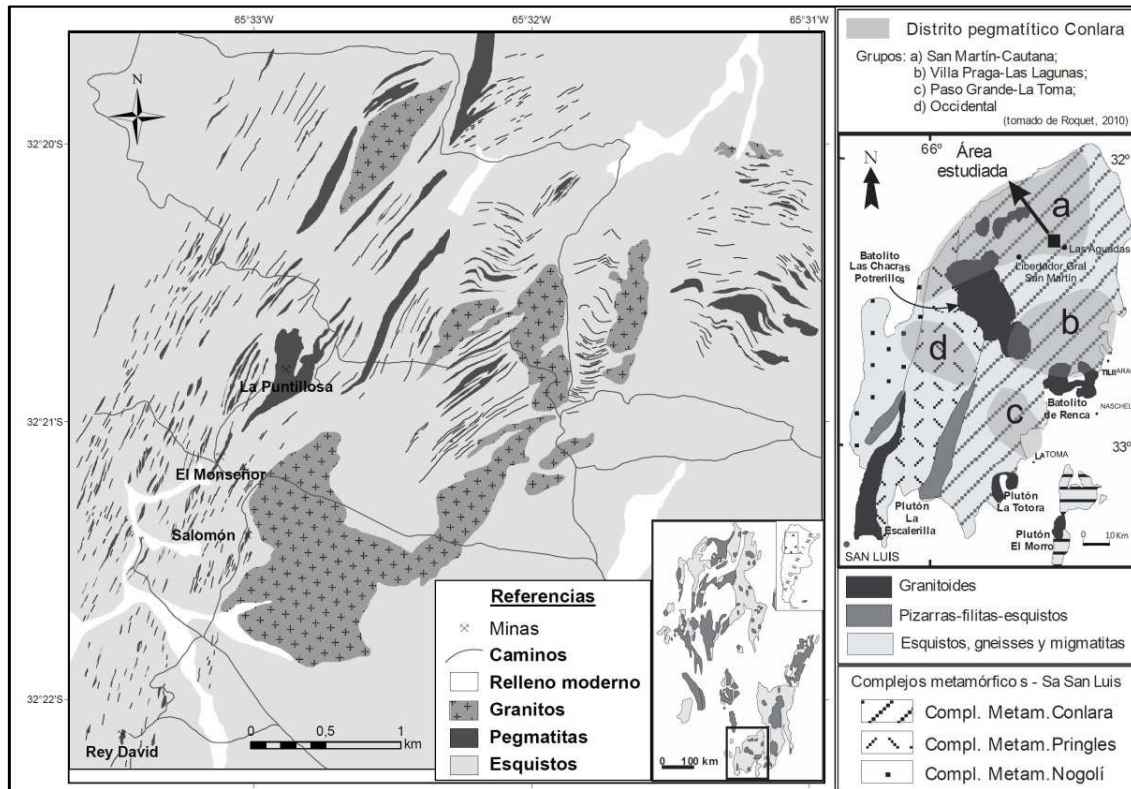 65°33'W
65°32'W
65°31'W
N
32°20'S
32°21'S
32°22'S
La Puntillosa
El Monseñor
Salomón
Rey David
0 0,5 1
km
Referencias
Minas
Caminos
Relleno moderno
Granitos
Pegmatitas
Esquistos
ARGENTINA
0 100 km
Distrito pegmatítico Conlara
Grupos: a) San Martín-Cautana;
b) Villa Praga-Las Lagunas;
c) Paso Grande-La Toma;
d) Occidental
(tomado de Roquet, 2010)
N
66°
Área
estudiada
32°
a
Las Aguadas
Libertador Gral
San Martín
Batolito
Las Chacras
Potrerillos
b
d
Batolito
de Renca
NASCHEL
c
33°
LA TOMA
Plutón
La Totora
Plutón
La
Escalerilla
Plutón
El Morro
0 10 Km
SAN LUIS
Granitoides
Pizarras-filitas-esquistos
Esquistos, gneisses y migmatitas
Complejos metamórficos - Sa San Luis
Compl. Metam.Conlara
Compl. Metam.Pringles
Compl. Metam.Nogolí